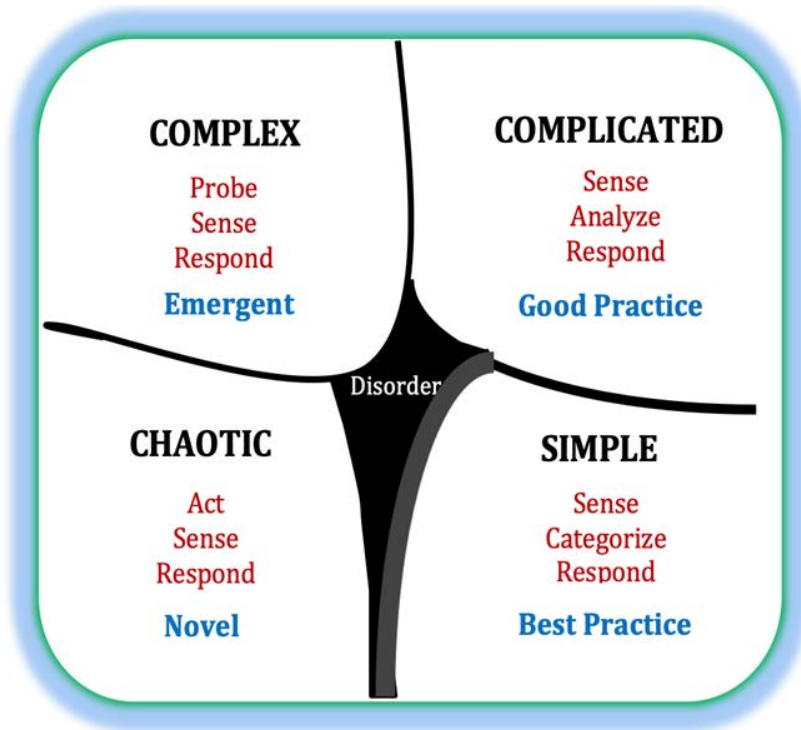 COMPLEX
Probe
Sense
Respond
Emergent
COMPLICATED
Sense
Analyze
Respond
Good Practice
Disorder
CHAOTIC
Act
Sense
Respond
Novel
SIMPLE
Sense
Categorize
Respond
Best Practice